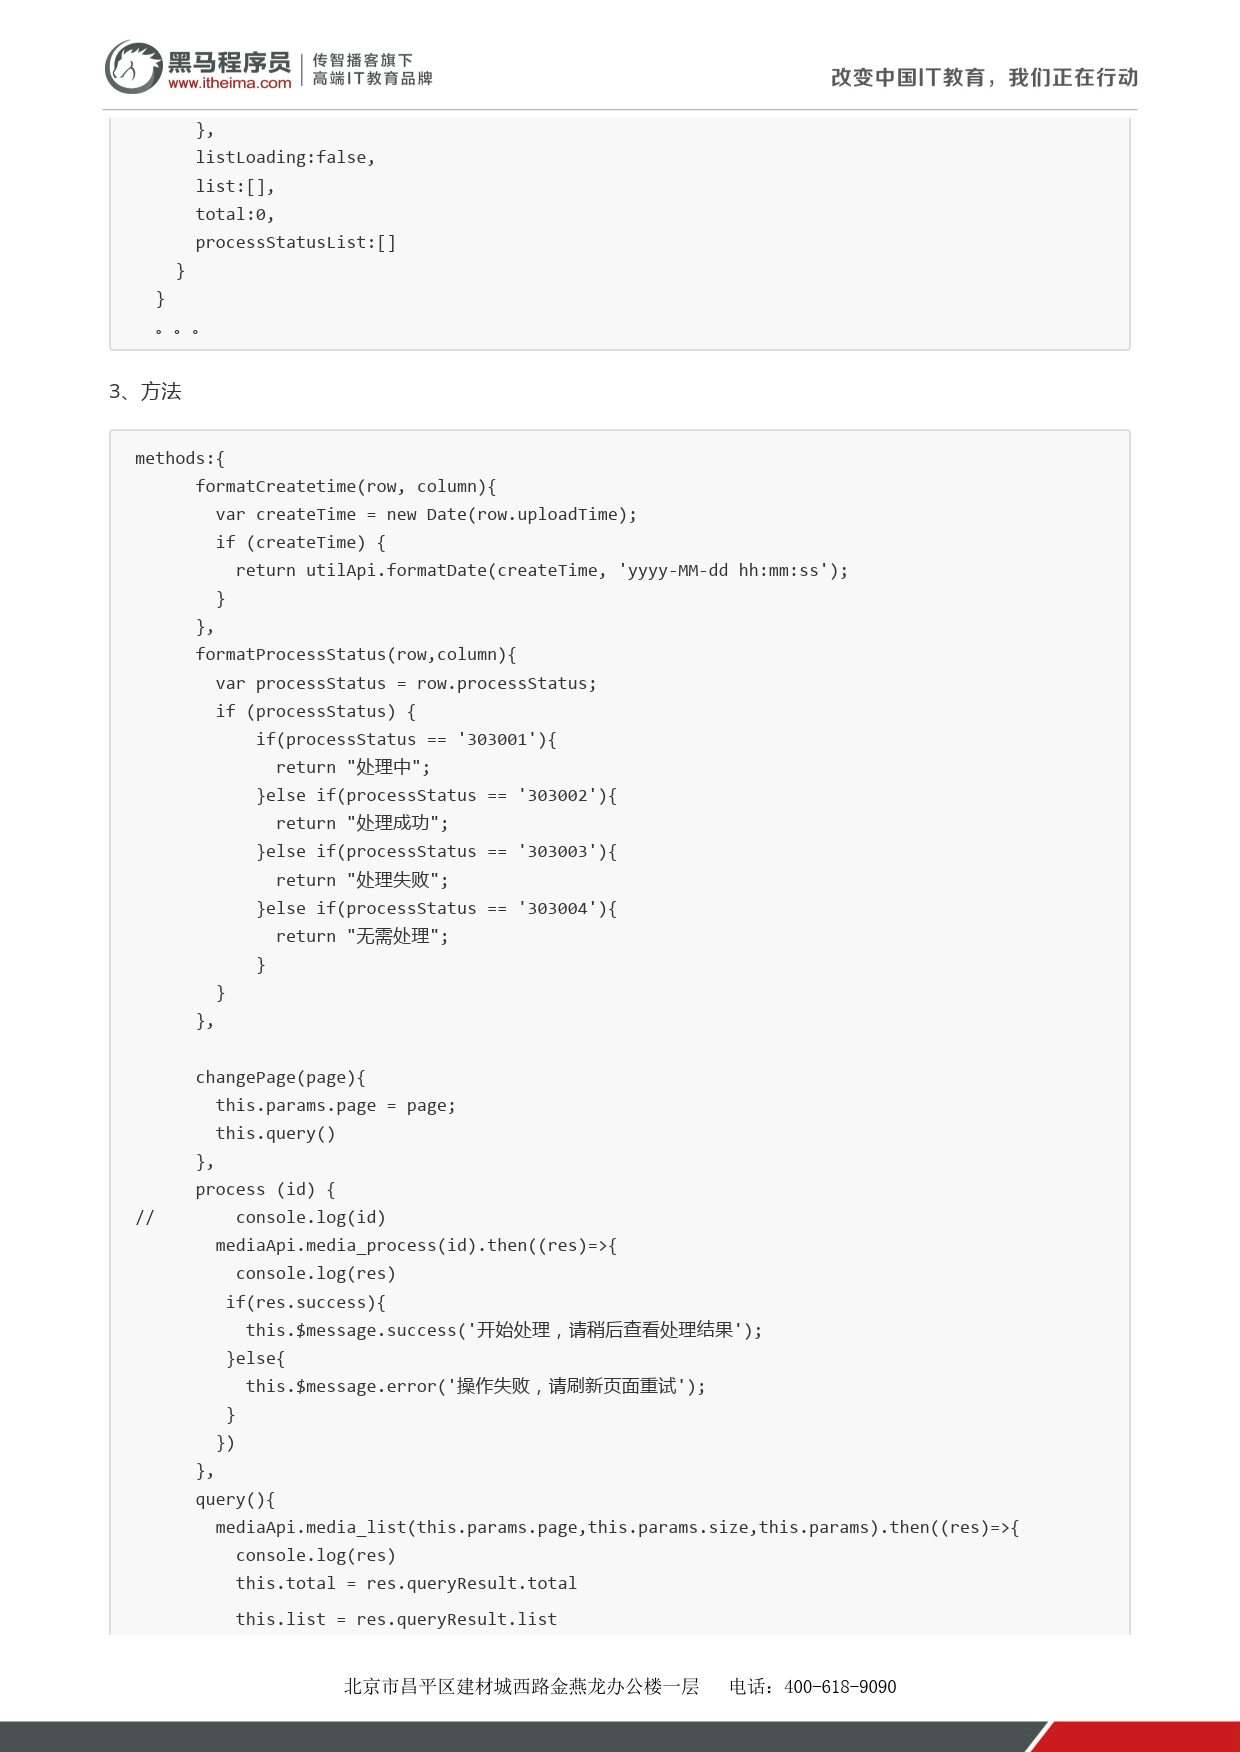 黑马程序员
www.itheima.com
传智播客旗下
高端IT教育品牌
改变中国IT教育，我们正在行动
      },
      listLoading:false,
      list:[],
      total:0,
      processStatusList:[]
    }
  }
  。。。
3、方法
methods:{
      formatCreatetime(row, column){
        var createTime = new Date(row.uploadTime);
        if (createTime) {
          return utilApi.formatDate(createTime, 'yyyy-MM-dd hh:mm:ss');
        }
      },
      formatProcessStatus(row,column){
        var processStatus = row.processStatus;
        if (processStatus) {
            if(processStatus == '303001'){
              return "处理中";
            }else if(processStatus == '303002'){
              return "处理成功";
            }else if(processStatus == '303003'){
              return "处理失败";
            }else if(processStatus == '303004'){
              return "无需处理";
            }
        }
      },
      changePage(page){
        this.params.page = page;
        this.query()
      },
      process (id) {
//        console.log(id)
        mediaApi.media_process(id).then((res)=>{
          console.log(res)
         if(res.success){
           this.$message.success('开始处理，请稍后查看处理结果');
         }else{
           this.$message.error('操作失败，请刷新页面重试');
         }
        })
      },
      query(){
        mediaApi.media_list(this.params.page,this.params.size,this.params).then((res)=>{
          console.log(res)
          this.total = res.queryResult.total
          this.list = res.queryResult.list
北京市昌平区建材城西路金燕龙办公楼一层 电话：400-618-9090